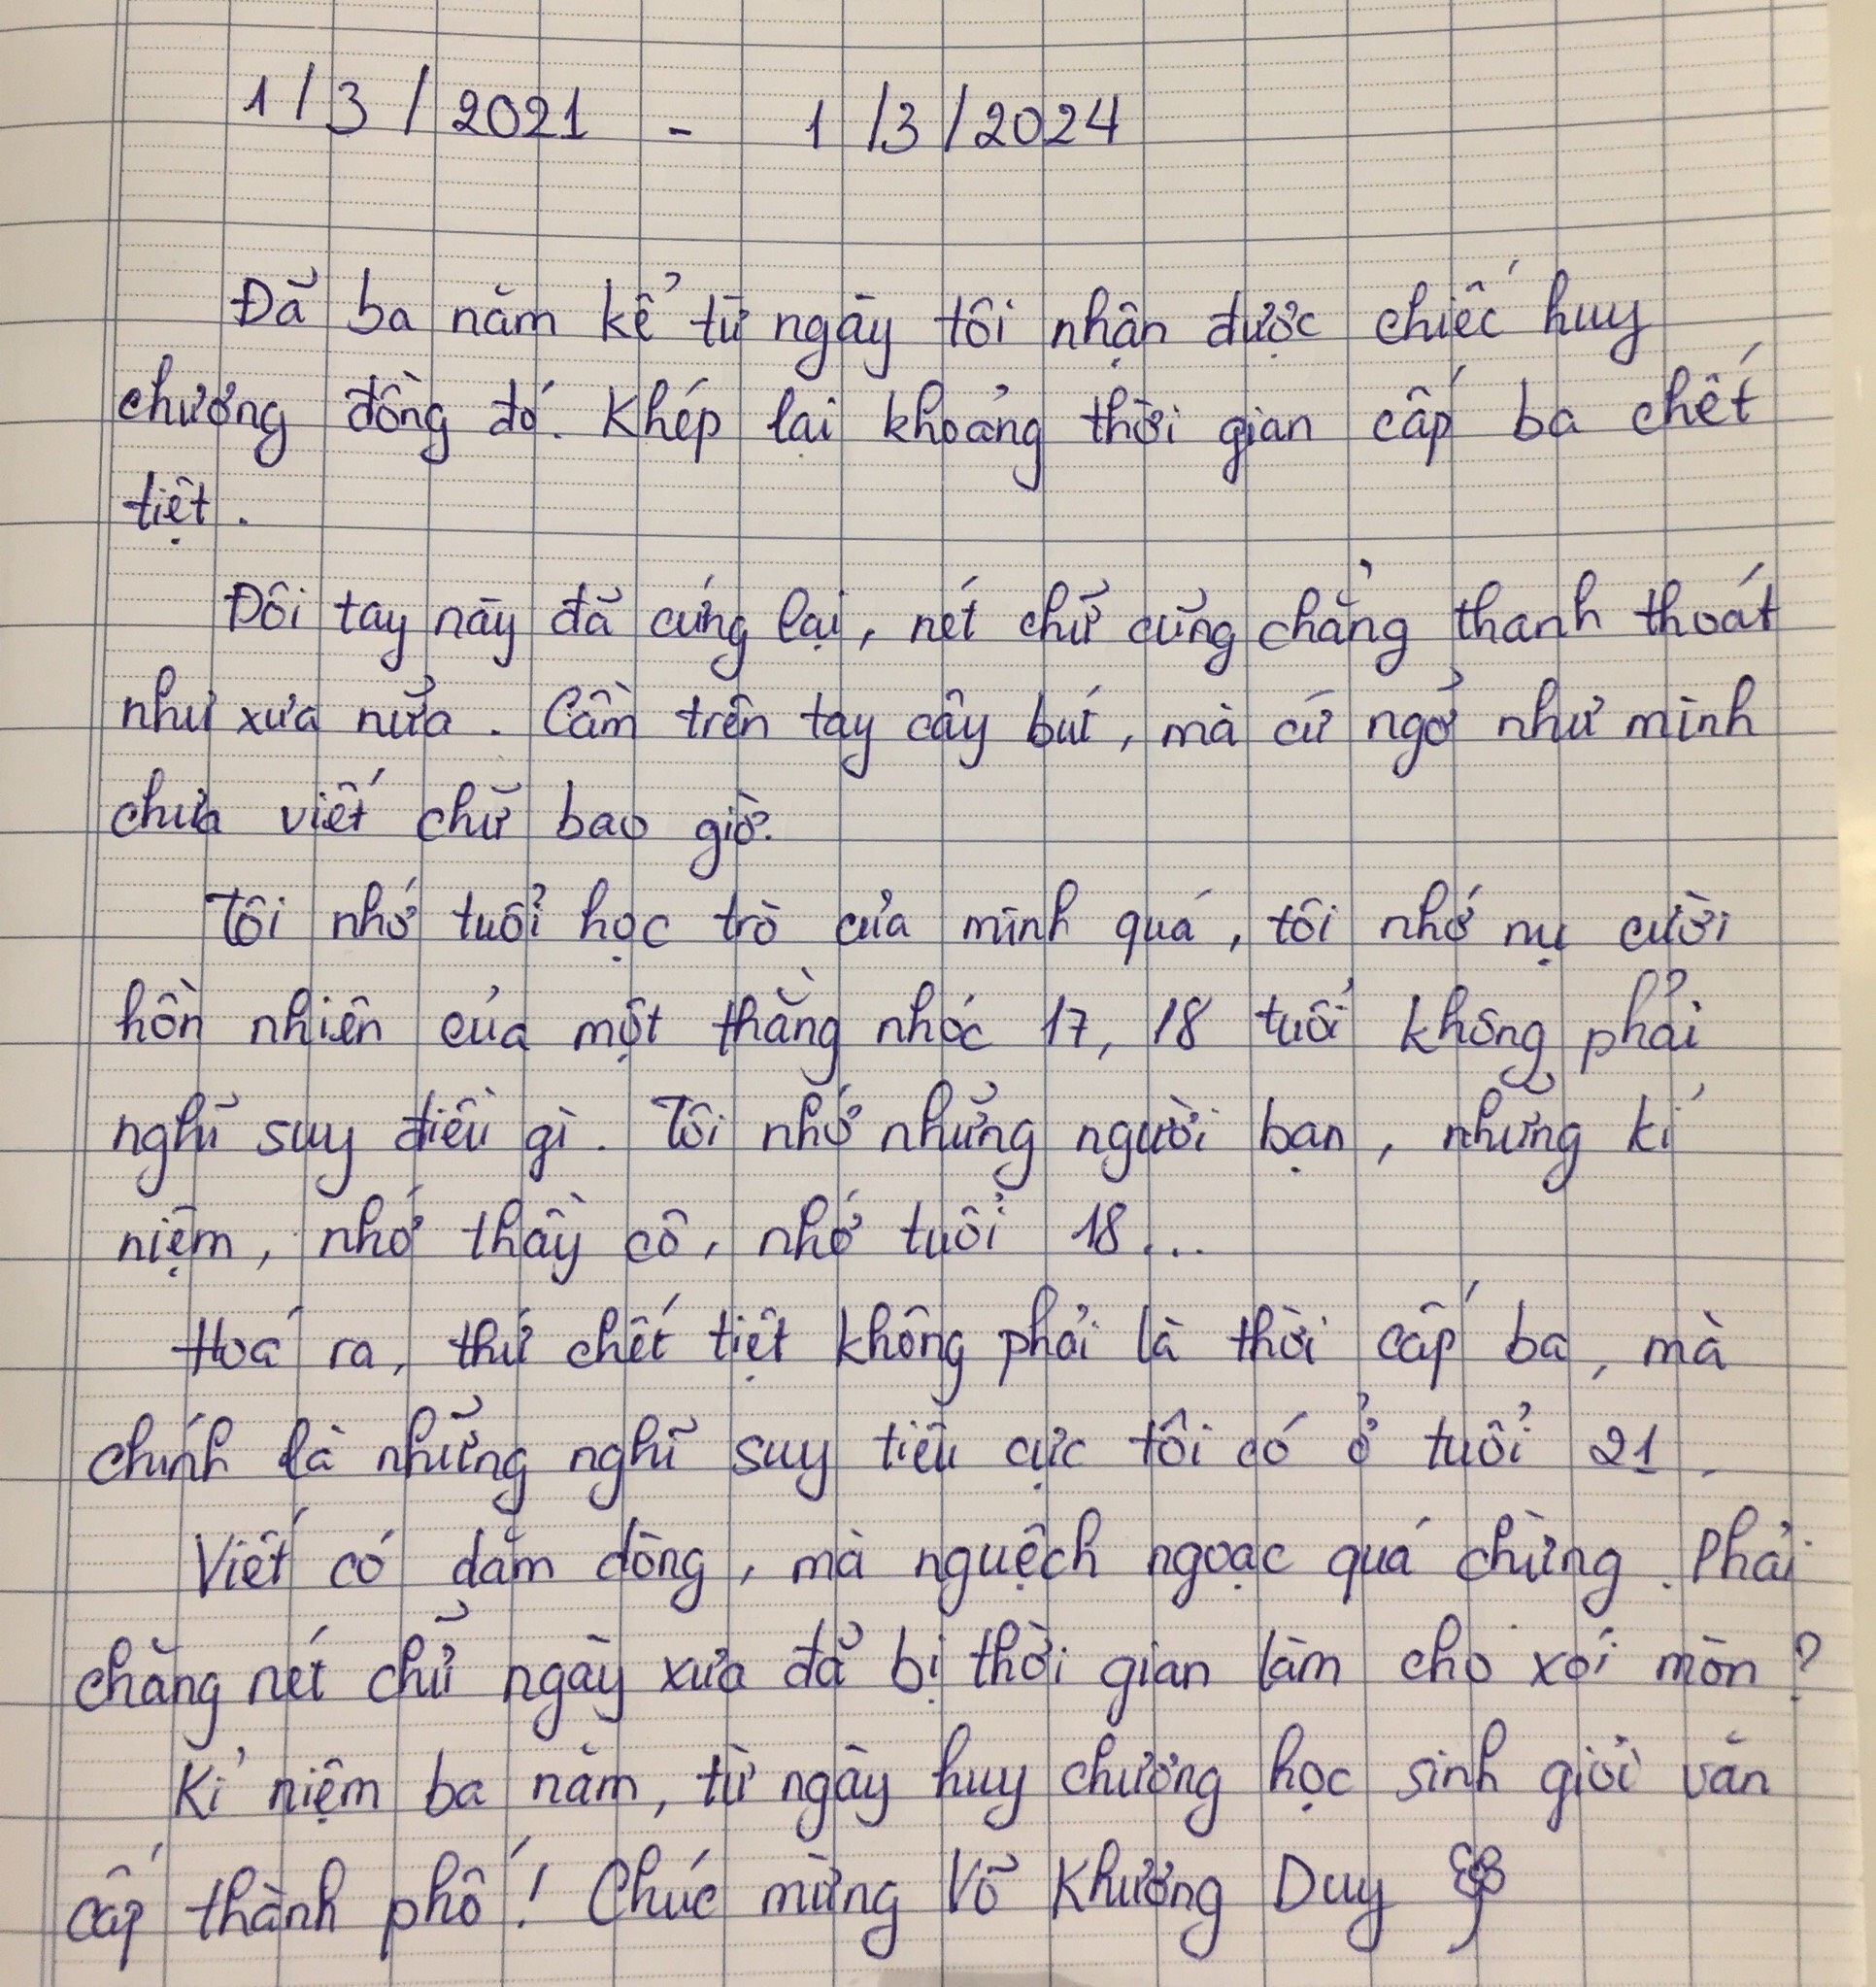 1/3/2021 - 1/3/2024
Đã ba năm kể từ ngày tôi nhận được chiếc huy
chương đồng đó. Khép lại khoảng thời gian cấp ba chết
tiệt.
Đôi tay này đã cứng lại, nét chữ cũng chẳng thanh thoát
như xưa nữa. Cầm trên tay cây bút, mà cứ ngỡ như mình
chưa viết chữ bao giờ.
Tôi nhớ tuổi học trò của mình quá, tôi nhớ nụ cười
hồn nhiên của một thằng nhóc 17, 18 tuổi không phải
nghĩ suy điều gì. Tôi nhớ những người bạn, những kỉ
niệm, nhớ thầy cô, nhớ tuổi 18...
Hoá ra, thứ chết tiệt không phải là thời cấp ba, mà
chính là những nghĩ suy tiêu cực tôi có ở tuổi 21.
Viết có dăm dòng, mà nguệch ngoạc quá chừng. Phải
chăng nét chữ ngày xưa đã bị thời gian làm cho xói mòn?
Kỉ niệm ba năm, từ ngày huy chương học sinh giỏi văn
cấp thành phố! Chúc mừng Võ Khương Duy